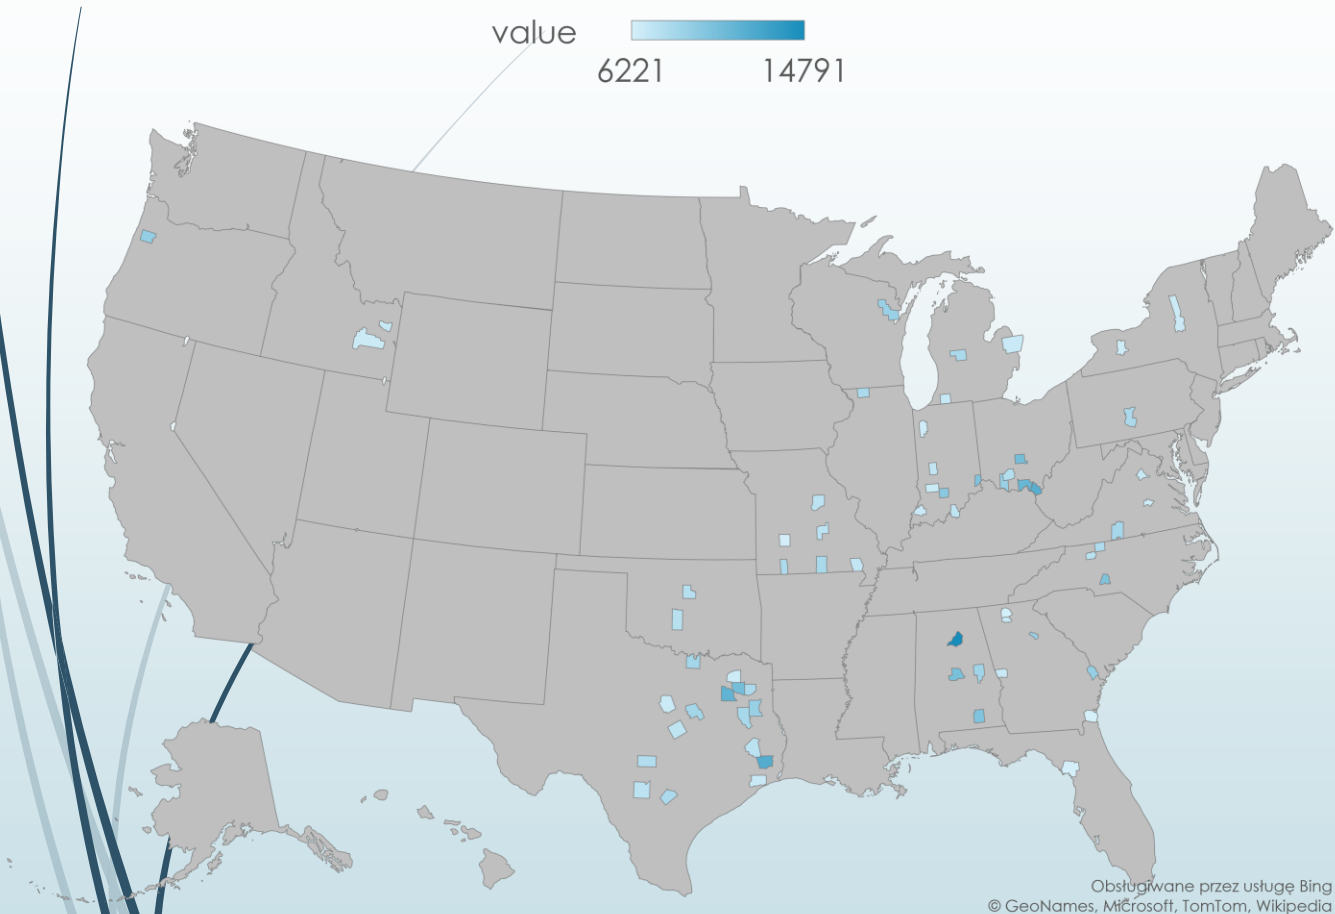 value
6221 14791
Obsługiwane przez usługę Bing
© GeoNames, Microsoft, TomTom, Wikipedia